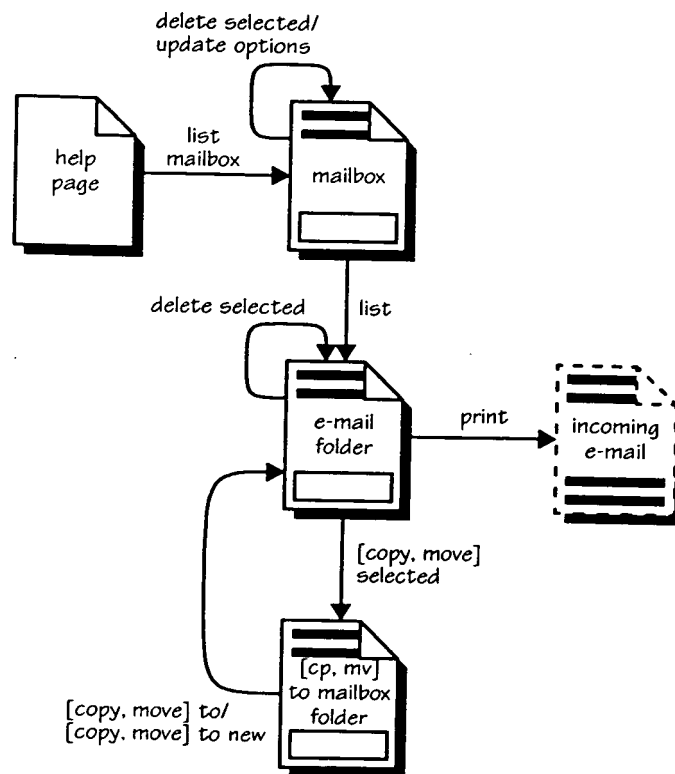 delete selected/
update options
help
page
list
mailbox
mailbox
delete selected
list
e-mail
folder
print
incoming
e-mail
[copy, move]
selected
[cp, mv]
to mailbox
folder
[copy, move] to/
[copy, move] to new